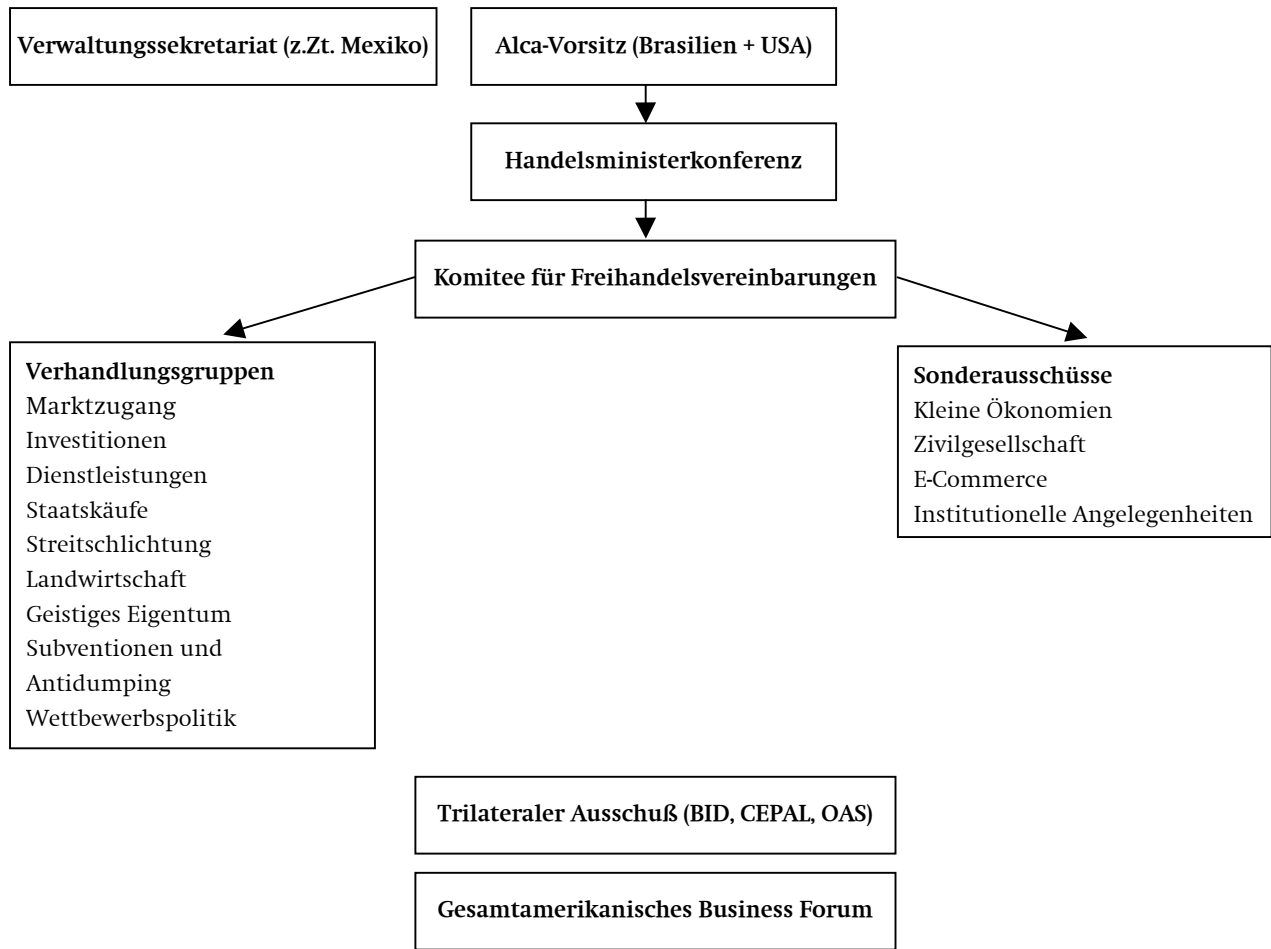 Verwaltungssekretariat (z.Zt. Mexiko)
Alca-Vorsitz (Brasilien + USA)
Handelsministerkonferenz
Komitee für Freihandelsvereinbarungen
Verhandlungsgruppen
Marktzugang
Investitionen
Dienstleistungen
Staatskäufe
Streitschlichtung
Landwirtschaft
Geistiges Eigentum
Subventionen und
Antidumping
Wettbewerbspolitik
Sonderausschüsse
Kleine Ökonomien
Zivilgesellschaft
E-Commerce
Institutionelle Angelegenheiten
Trilateraler Ausschuß (BID, CEPAL, OAS)
Gesamtamerikanisches Business Forum